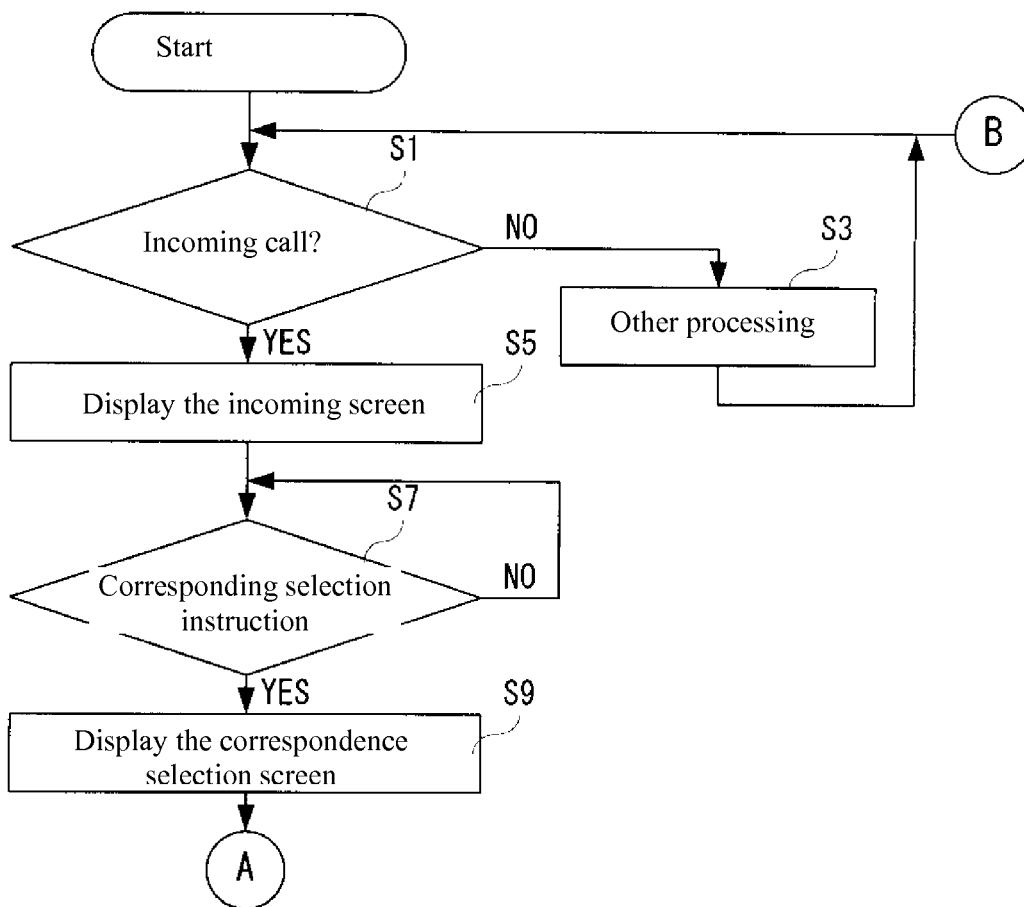 Start
B
S1
Incoming call?
NO
S3
Other processing
YES
S5
Display the incoming screen
S7
Corresponding selection
instruction
NO
YES
S9
Display the correspondence
selection screen
A